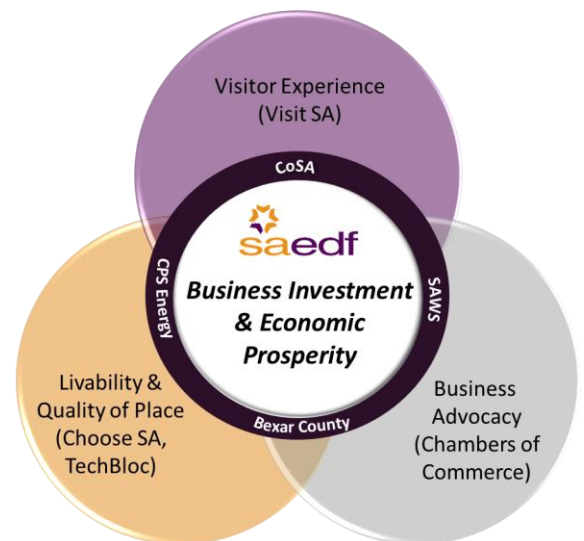 Visitor Experience
(Visit SA)
CoSA
saedf
CPS Energy
SAWs
Business Investment
& Economic
Prosperity
Livability &
Quality of Place
(Choose SA,
TechBloc)
Business
Advocacy
(Chambers of
Commerce)
Bexar County